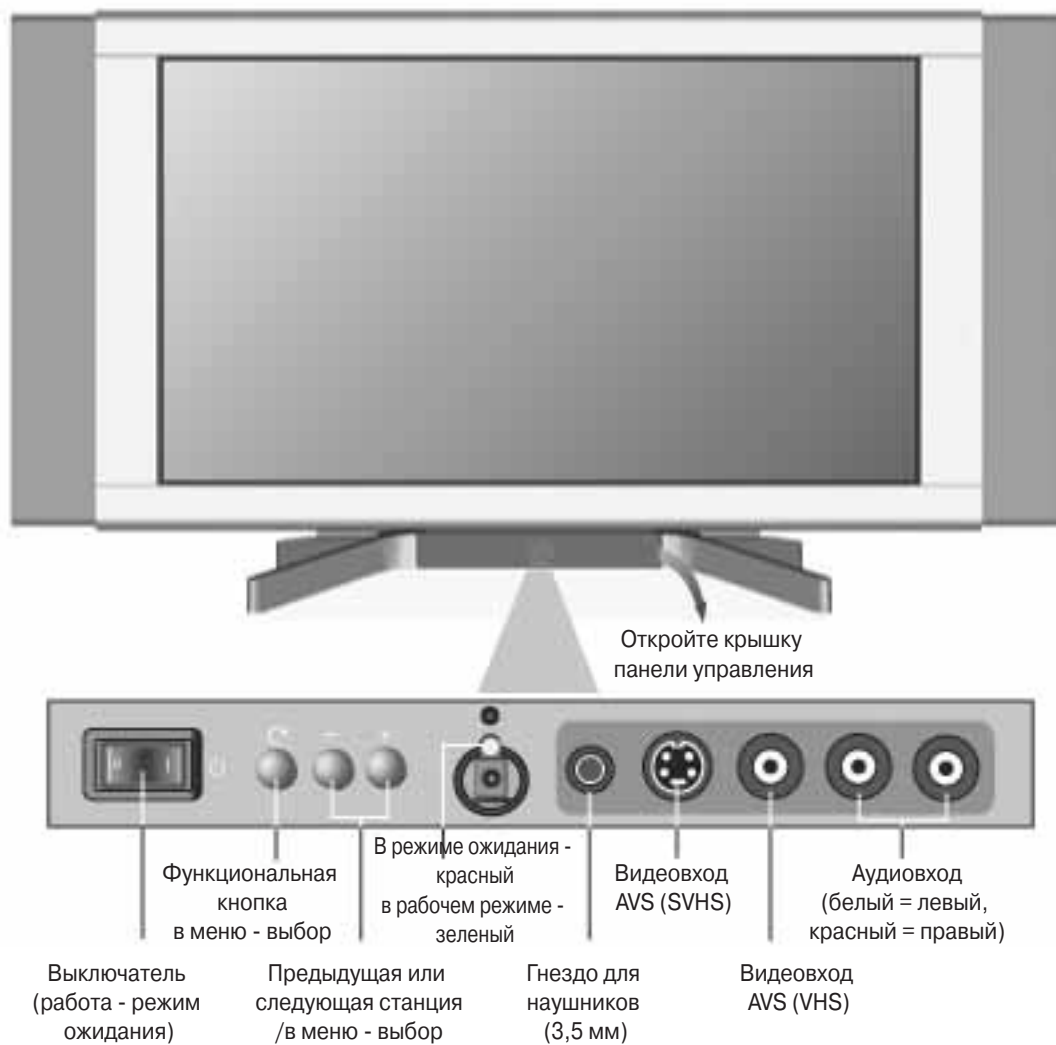 Откройте крышку
панели управления
Функциональная
кнопка
в меню - выбор
В режиме ожидания -
красный
в рабочем режиме -
зеленый
Видеовход
AVS (SVHS)
Аудиовход
(белый = левый,
красный = правый)
Выключатель
(работа - режим
ожидания)
Предыдущая или
следующая станция
/в меню - выбор
Гнездо для
наушников
(3,5 мм)
Видеовход
AVS (VHS)